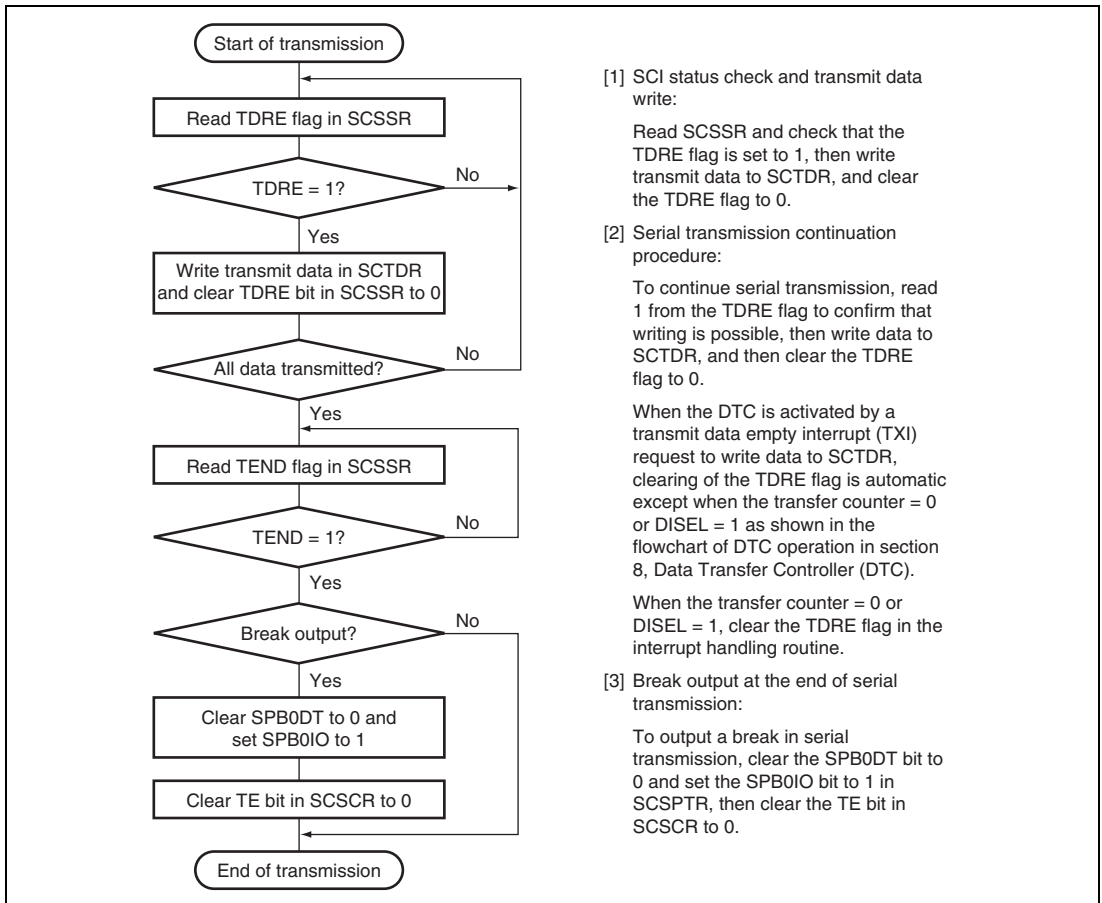 Start of transmission
Read TDRE flag in SCSSR
TDRE = 1?
No
Yes
Write transmit data in SCTDR
and clear TDRE bit in SCSSR to 0
All data transmitted?
No
Yes
Read TEND flag in SCSSR
TEND = 1?
No
Yes
Break output?
No
Yes
Clear SPB0DT to 0 and
set SPB0IO to 1
Clear TE bit in SCSCR to 0
End of transmission
[1] SCI status check and transmit data
write:
Read SCSSR and check that the
TDRE flag is set to 1, then write
transmit data to SCTDR, and clear
the TDRE flag to 0.
[2] Serial transmission continuation
procedure:
To continue serial transmission, read
1 from the TDRE flag to confirm that
writing is possible, then write data to
SCTDR, and then clear the TDRE
flag to 0.
When the DTC is activated by a
transmit data empty interrupt (TXI)
request to write data to SCTDR,
clearing of the TDRE flag is automatic
except when the transfer counter = 0
or DISEL = 1 as shown in the
flowchart of DTC operation in section
8, Data Transfer Controller (DTC).
When the transfer counter = 0 or
DISEL = 1, clear the TDRE flag in the
interrupt handling routine.
[3] Break output at the end of serial
transmission:
To output a break in serial
transmission, clear the SPB0DT bit to
0 and set the SPB0IO bit to 1 in
SCSPTR, then clear the TE bit in
SCSCR to 0.